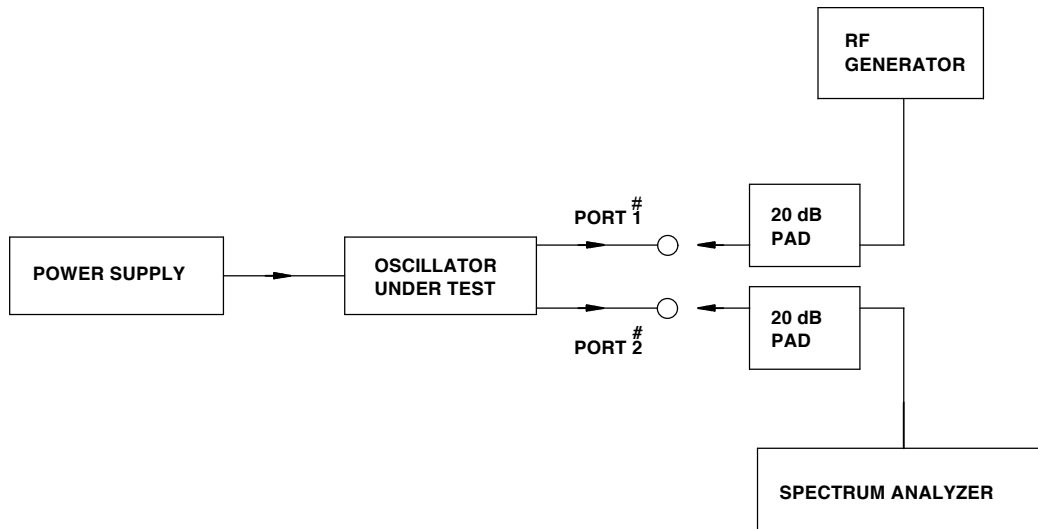 RF
GENERATOR
20 dB
PAD
PORT #1
POWER SUPPLY
OSCILLATOR
UNDER TEST
PORT #2
20 dB
PAD
SPECTRUM ANALYZER